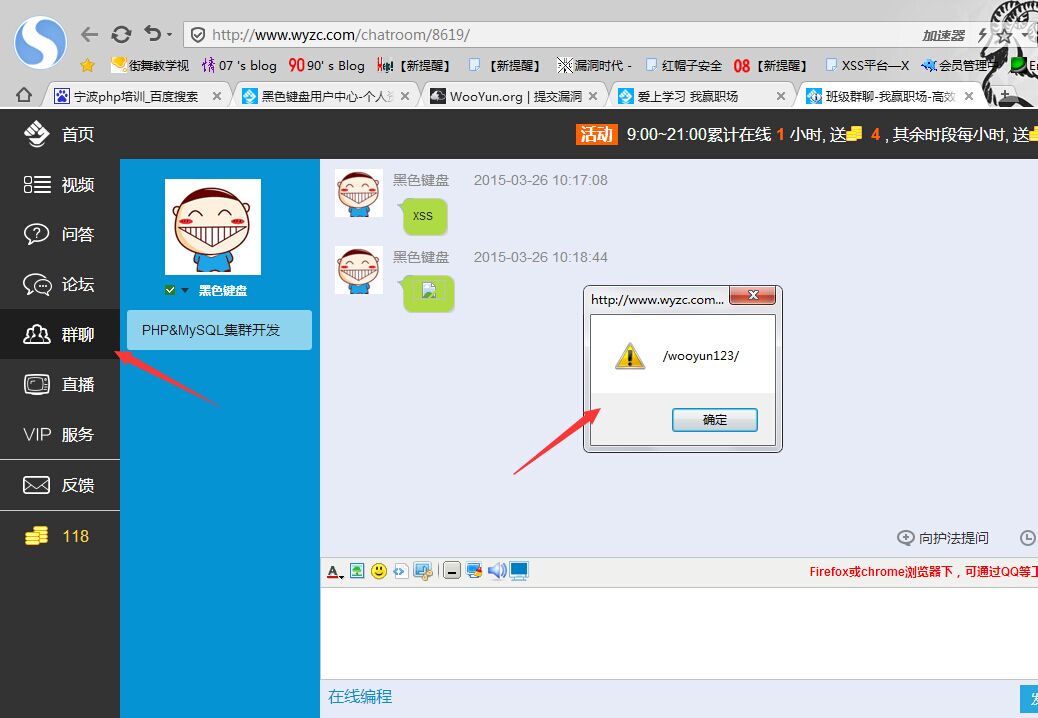 http://www.wyzc.com/chatroom/8619/ 加速器
街舞教学视 情 07 's blog 90 90' s Blog 【新提醒】 【新提醒】 漏洞时代 - 红帽子安全 08 【新提醒】 XSS平台—X 会员管理中
宁波php培训_百度搜索 × 黑色键盘用户中心-个人资 × WooYun.org | 提交漏洞 × 爱上学习 我赢职场 × 班级群聊-我赢职场-高效 ×
首页
活动 9:00~21:00累计在线 1 小时, 送 4 , 其余时段每小时, 送
视频
问答
论坛
群聊
直播
VIP 服务
反馈
118
黑色键盘
PHP&MySQL集群开发
黑色键盘 2015-03-26 10:17:08
XSS
黑色键盘 2015-03-26 10:18:44
http://www.wyzc.com...
/wooyun123/
确定
向护法提问
Firefox或chrome浏览器下，可通过QQ等工
在线编程